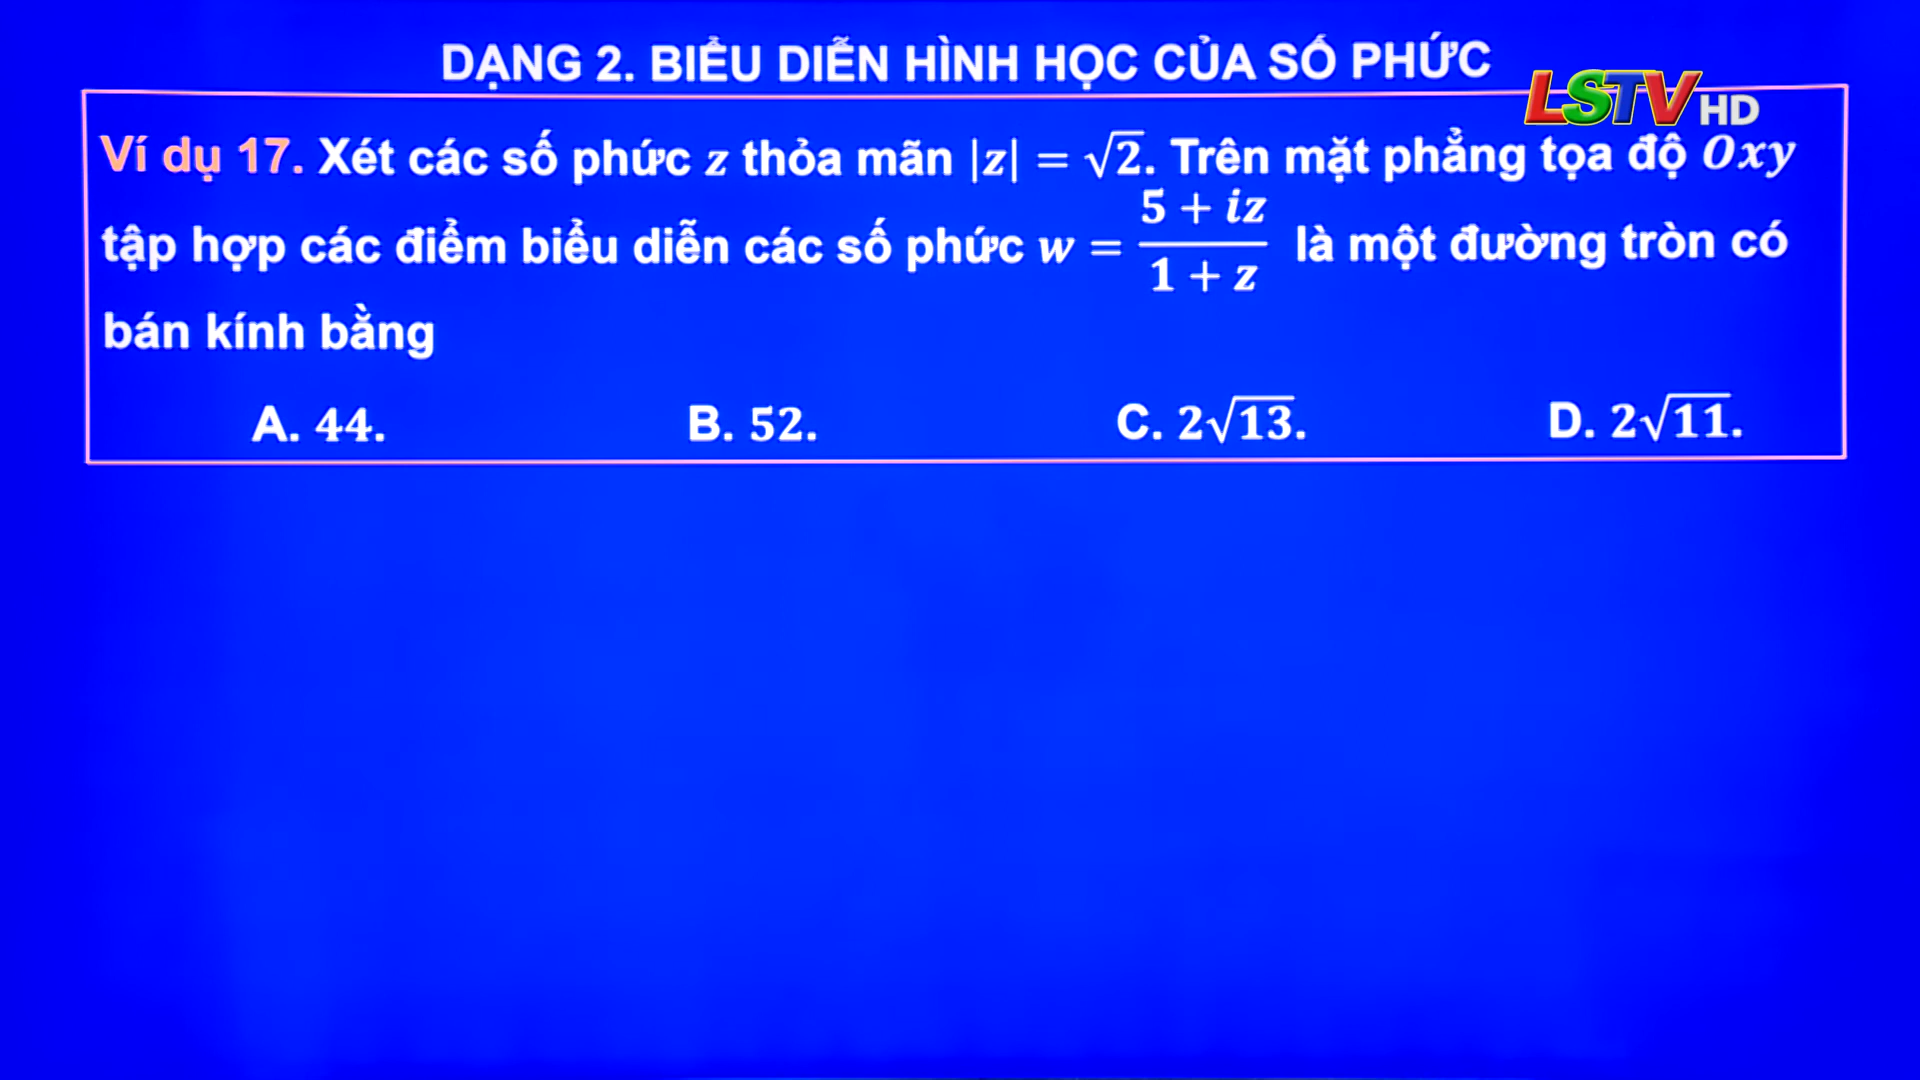 DẠNG 2. BIỂU DIỄN HÌNH HỌC CỦA SỐ PHỨC
LSTV HD
Ví dụ 17. Xét các số phức z thỏa mãn |z| = √2. Trên mặt phẳng tọa độ Oxy
tập hợp các điểm biểu diễn các số phức w = (5 + iz)/(1 + z) là một đường tròn có
bán kính bằng
A. 44. B. 52. C. 2√13. D. 2√11.